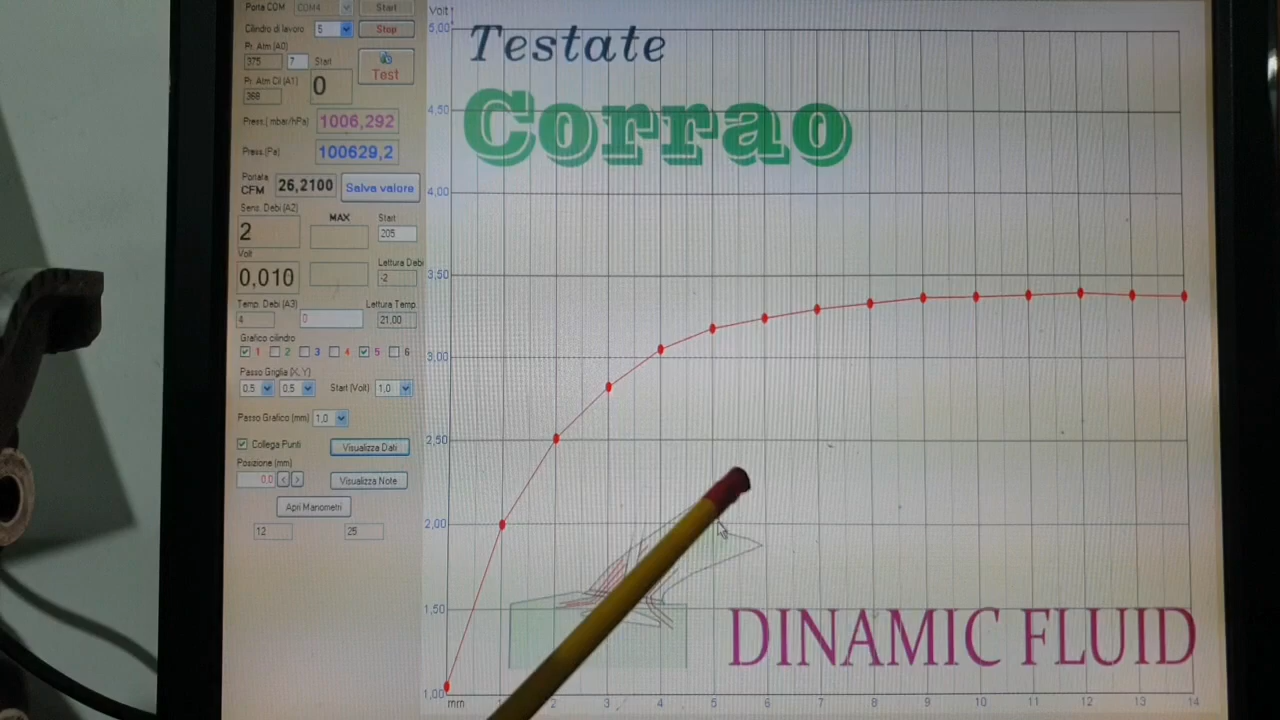 Porta COM COM4 Start
Cilindro di lavoro 5 Stop
Pr. Atm (A0)
375 7 Start
Test
Pr. Atm Cil (A1)
368 0
Press.( mbar/hPa) 1006,292
Press.(Pa) 100629,2
Portata
CFM 26,2100 Salva valore
Sens. Debi (A2) MAX Start
2 205
Volt Lettura Debi
0,010 -2
Temp. Debi (A3) Lettura Temp.
4 0 21,00
Grafico cilindro
1 2 3 4 5 6
Passo Griglia (X, Y)
0,5 0,5 Start (Volt) 1,0
Passo Grafico (mm) 1,0
Collega Punti Visualizza Dati
Posizione (mm)
0,0 < > Visualizza Note
Apri Manometri
12 25
Volt
5,00
4,50
4,00
3,50
3,00
2,50
2,00
1,50
1,00
Testate
Corrao
DINAMIC FLUID
mm 2 3 4 5 6 7 8 9 10 11 12 13 14